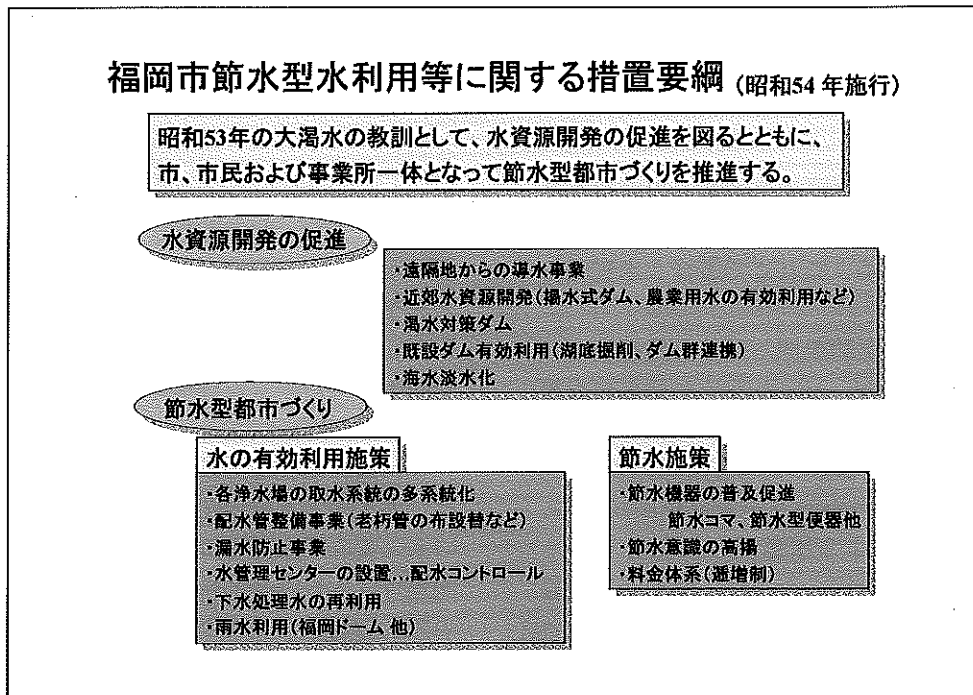 福岡市節水型水利用等に関する措置要綱 (昭和54 年施行)
昭和53年の大渇水の教訓として、水資源開発の促進を図るとともに、
市、市民および事業所一体となって節水型都市づくりを推進する。
水資源開発の促進
・遠隔地からの導水事業
・近郊水資源開発(揚水式ダム、農業用水の有効利用など)
・渇水対策ダム
・既設ダム有効利用(湖底掘削、ダム群連携)
・海水淡水化
節水型都市づくり
水の有効利用施策
・各浄水場の取水系統の多系統化
・配水管整備事業(老朽管の布設替など)
・漏水防止事業
・水管理センターの設置…配水コントロール
・下水処理水の再利用
・雨水利用(福岡ドーム 他)
節水施策
・節水機器の普及促進
節水コマ、節水型便器他
・節水意識の高揚
・料金体系(逓増制)